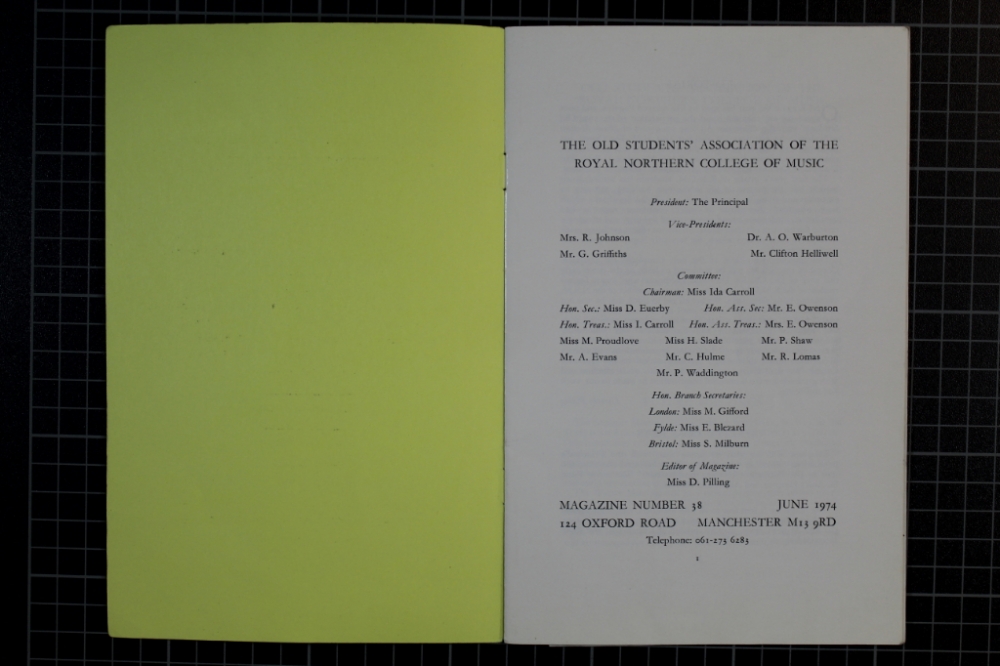 THE OLD STUDENTS' ASSOCIATION OF THE
ROYAL NORTHERN COLLEGE OF MUSIC
President: The Principal
Vice-Presidents:
Mrs. R. Johnson Dr. A. O. Warburton
Mr. G. Griffiths Mr. Clifton Helliwell
Committee:
Chairman: Miss Ida Carroll
Hon. Sec.: Miss D. Euerby Hon. Ass. Sec: Mr. E. Owenson
Hon. Treas.: Miss I. Carroll Hon. Ass. Treas.: Mrs. E. Owenson
Miss M. Proudlove Miss H. Slade Mr. P. Shaw
Mr. A. Evans Mr. C. Hulme Mr. R. Lomas
Mr. P. Waddington
Hon. Branch Secretaries:
London: Miss M. Gifford
Fylde: Miss E. Blezard
Bristol: Miss S. Milburn
Editor of Magazine:
Miss D. Pilling
MAGAZINE NUMBER 38 JUNE 1974
124 OXFORD ROAD MANCHESTER M13 9RD
Telephone: 061-273 6283
1